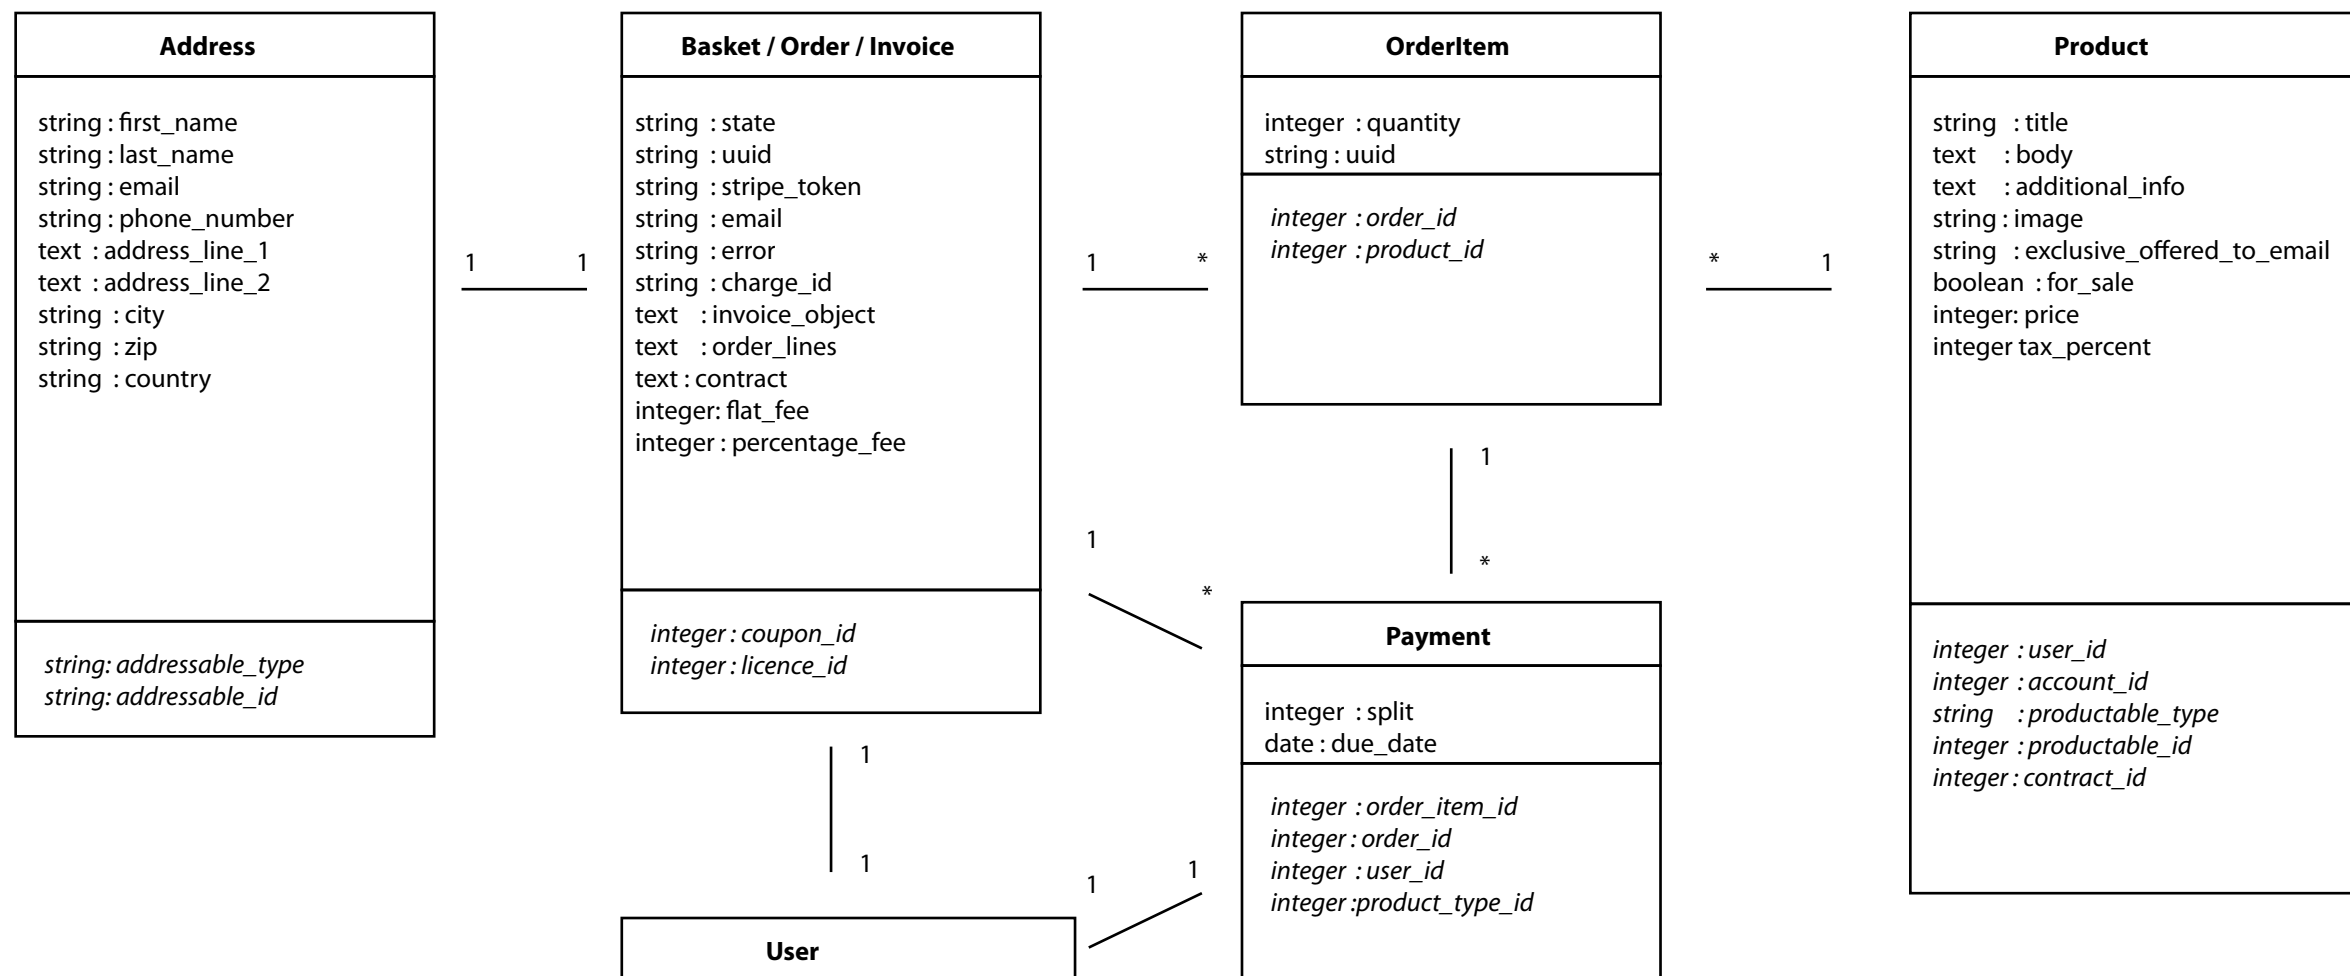 Address
string : first_name
string : last_name
string : email
string : phone_number
text : address_line_1
text : address_line_2
string : city
string : zip
string : country
string: addressable_type
string: addressable_id
1 1
Basket / Order / Invoice
string : state
string : uuid
string : stripe_token
string : email
string : error
string : charge_id
text : invoice_object
text : order_lines
text : contract
integer: flat_fee
integer : percentage_fee
integer : coupon_id
integer : licence_id
1 *
OrderItem
integer : quantity
string : uuid
integer : order_id
integer : product_id
* 1
Product
string : title
text : body
text : additional_info
string : image
string : exclusive_offered_to_email
boolean : for_sale
integer: price
integer tax_percent
integer : user_id
integer : account_id
string : productable_type
integer : productable_id
integer : contract_id
1
*
1
*
Payment
integer : split
date : due_date
integer : order_item_id
integer : order_id
integer : user_id
integer :product_type_id
1
1
1 1
User